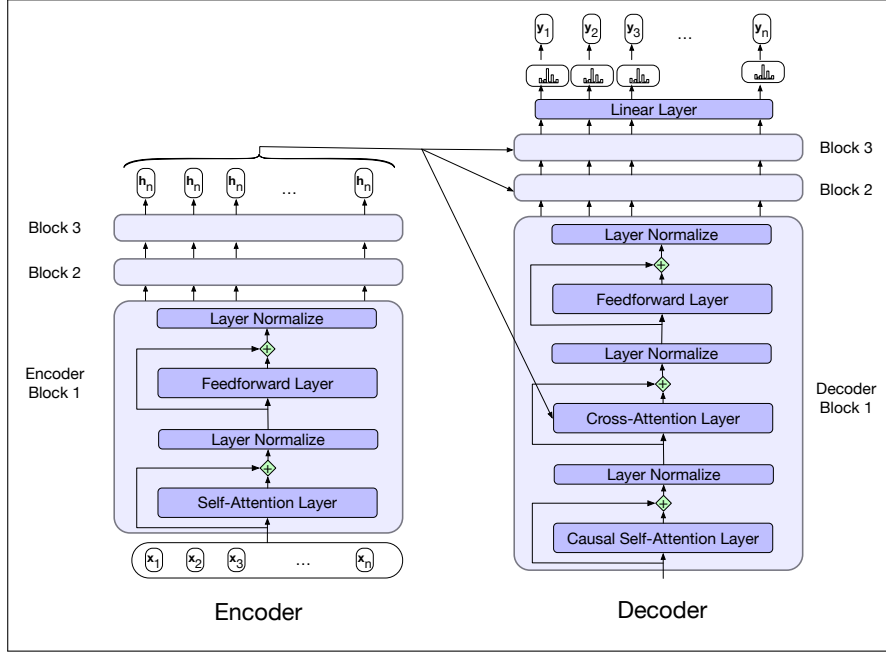 y1 y2 y3 ... yn
Linear Layer
Block 3
Block 2
hn hn hn ... hn
Block 3
Block 2
Encoder
Block 1
Layer Normalize
+
Feedforward Layer
Layer Normalize
+
Self-Attention Layer
x1 x2 x3 ... xn
Encoder
Layer Normalize
+
Feedforward Layer
Layer Normalize
+
Cross-Attention Layer
Layer Normalize
+
Causal Self-Attention Layer
Decoder
Block 1
Decoder